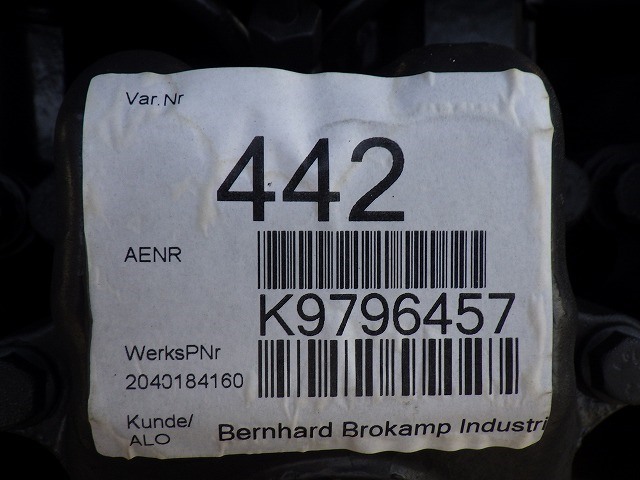 Var.Nr
442
AENR
K9796457
WerksPNr
2040184160
Kunde/
ALO
Bernhard Brokamp Industri